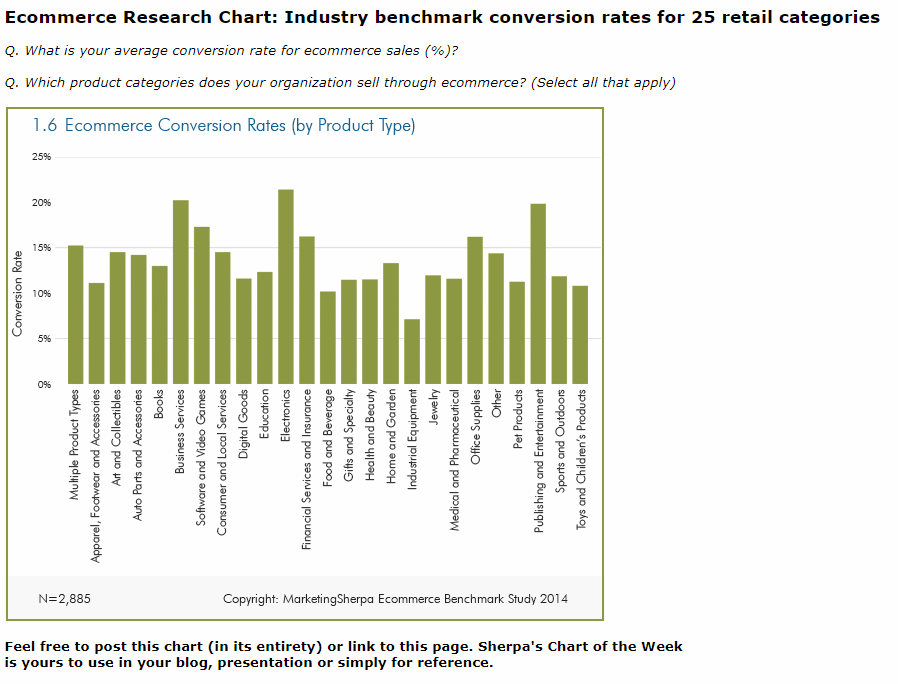 Ecommerce Research Chart: Industry benchmark conversion rates for 25 retail categories
Q. What is your average conversion rate for ecommerce sales (%)?
Q. Which product categories does your organization sell through ecommerce? (Select all that apply)
1.6 Ecommerce Conversion Rates (by Product Type)
25%
20%
15%
10%
5%
0%
Conversion Rate
Multiple Product Types
Apparel, Footwear and Accessories
Art and Collectibles
Auto Parts and Accessories
Books
Business Services
Software and Video Games
Consumer and Local Services
Digital Goods
Education
Electronics
Financial Services and Insurance
Food and Beverage
Gifts and Specialty
Health and Beauty
Home and Garden
Industrial Equipment
Jewelry
Medical and Pharmaceutical
Office Supplies
Other
Pet Products
Publishing and Entertainment
Sports and Outdoors
Toys and Children's Products
N=2,885
Copyright: MarketingSherpa Ecommerce Benchmark Study 2014
Feel free to post this chart (in its entirety) or link to this page. Sherpa's Chart of the Week
is yours to use in your blog, presentation or simply for reference.